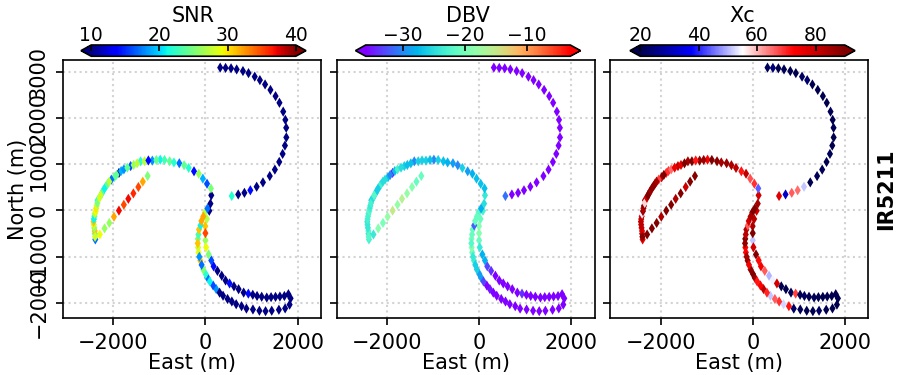 SNR
DBV
Xc
10 20 30 40
−30 −20 −10
20 40 60 80
North (m)
3000
2000
1000
0
−1000
−2000
−2000 0 2000
−2000 0 2000
−2000 0 2000
East (m)
East (m)
East (m)
IR5211